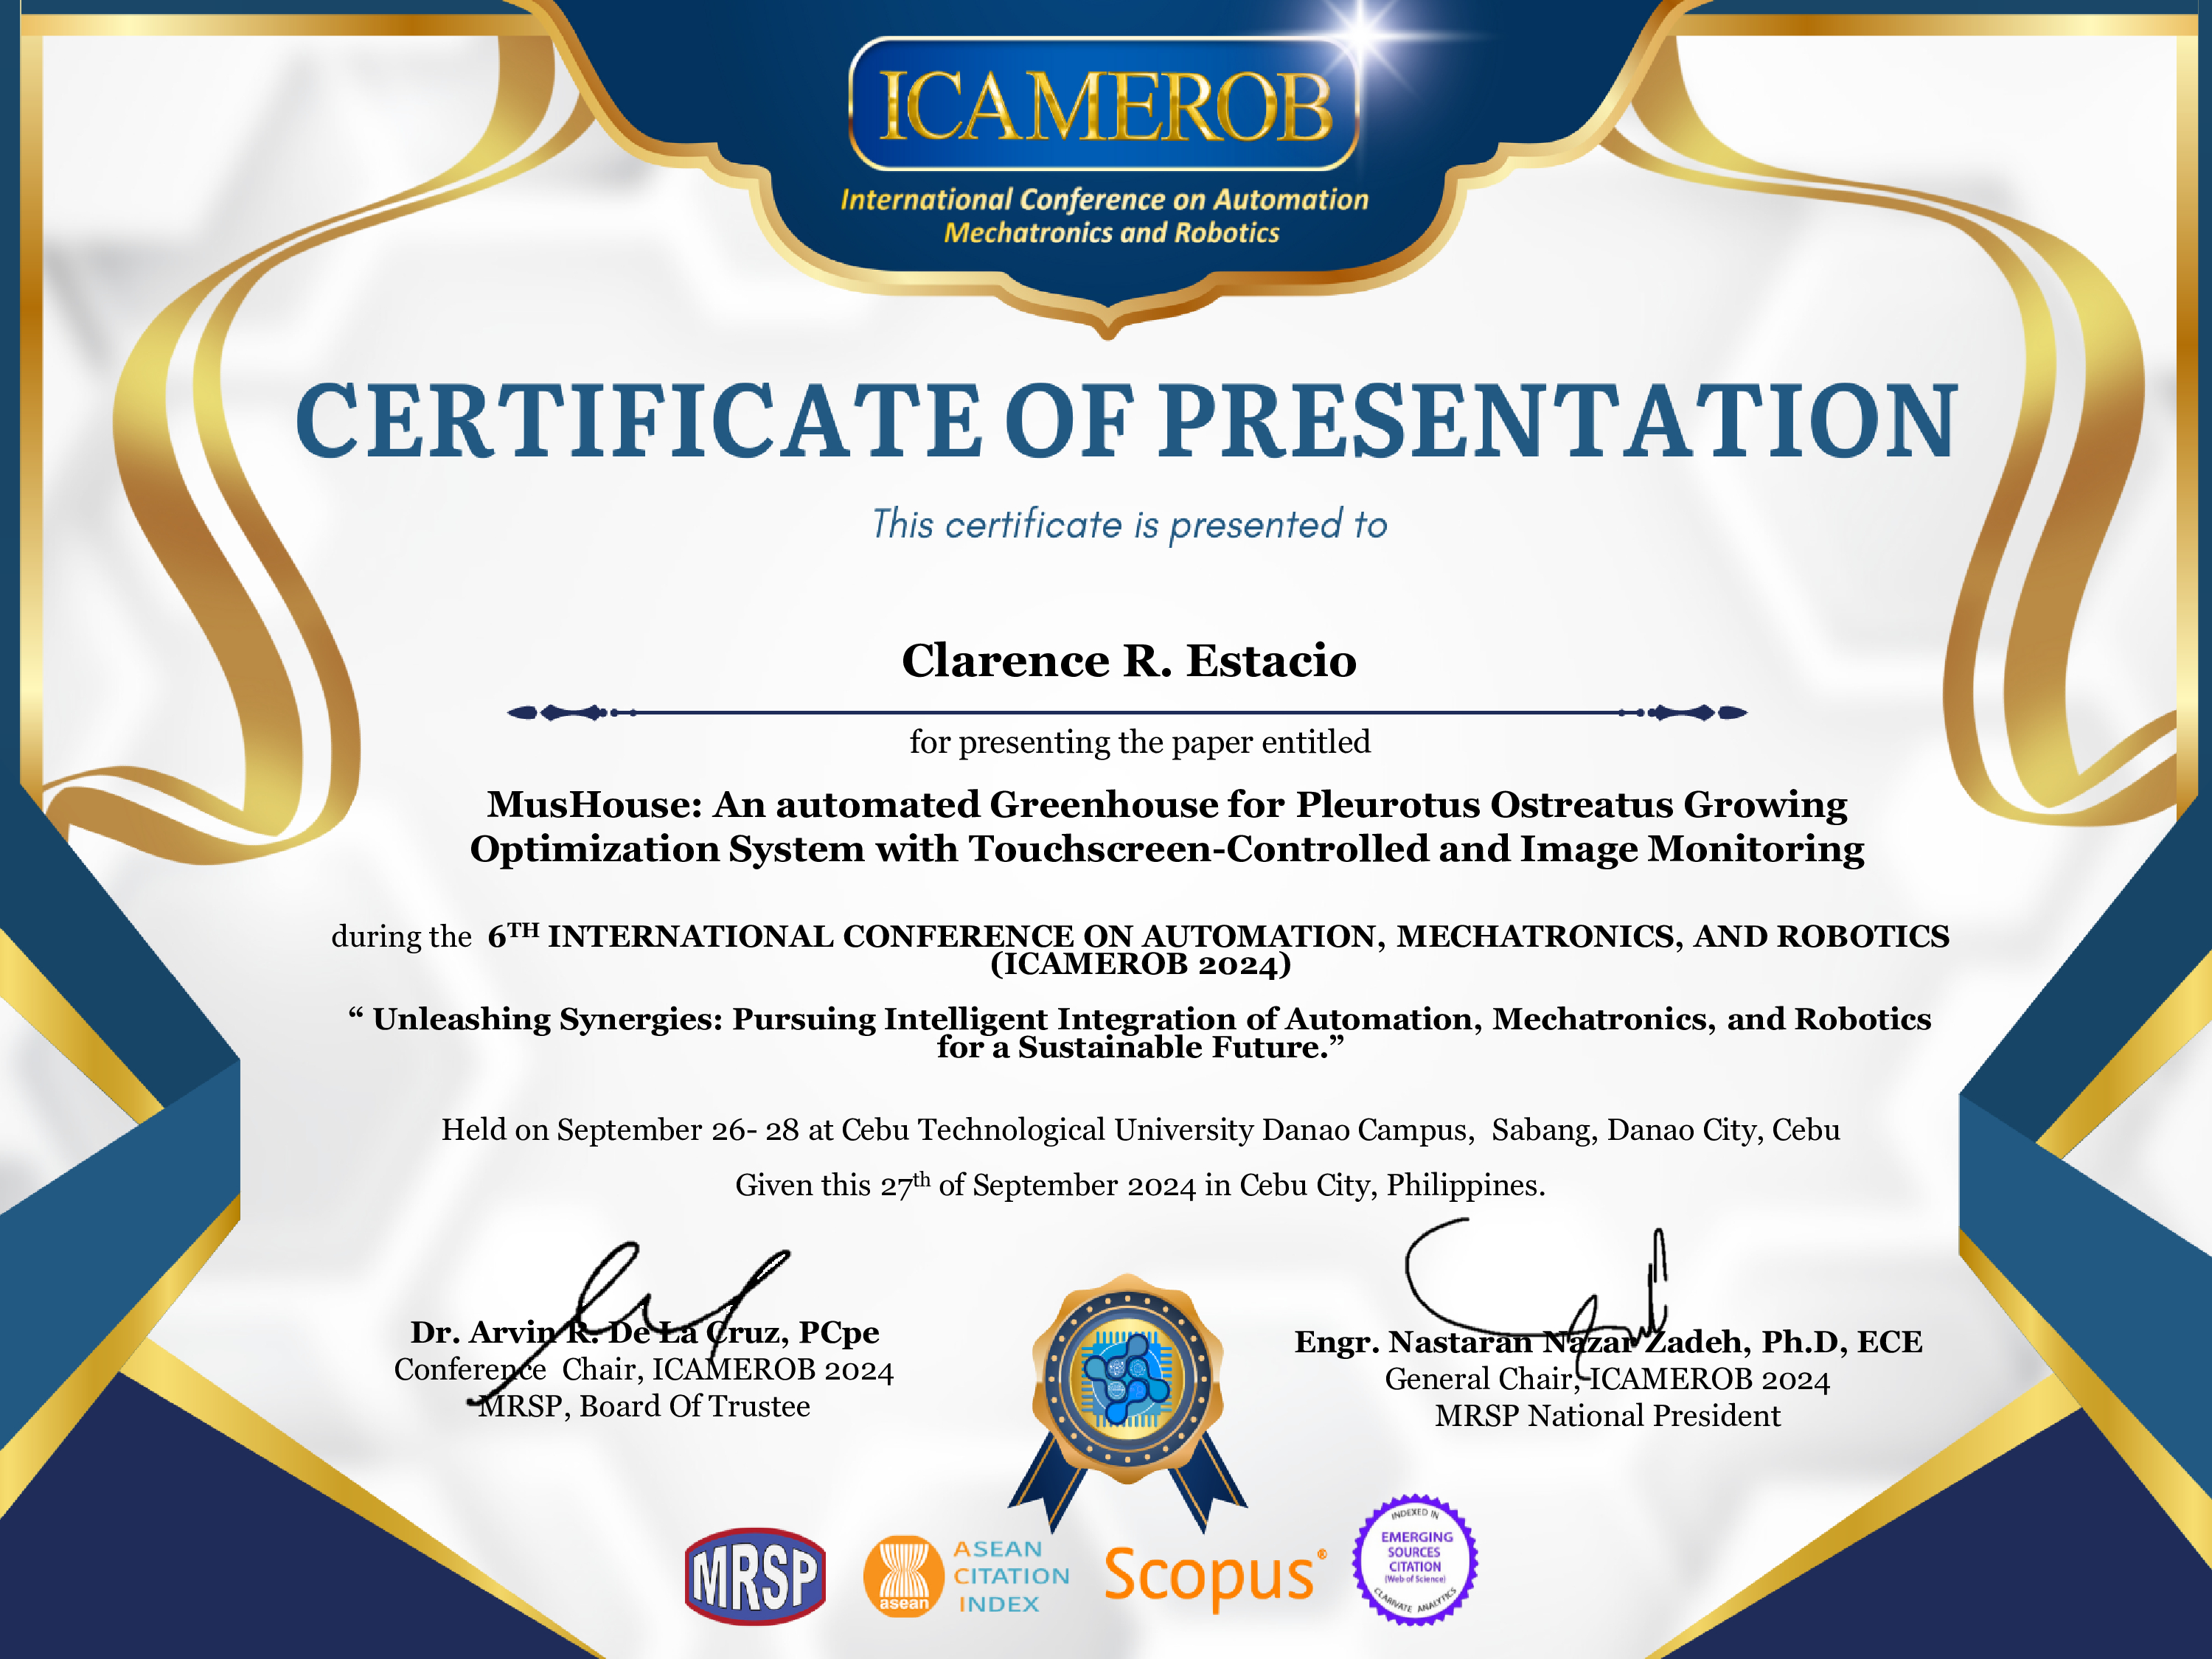 ICAMEROB
International Conference on Automation
Mechatronics and Robotics
CERTIFICATE OF PRESENTATION
This certificate is presented to
Clarence R. Estacio
for presenting the paper entitled
MusHouse: An automated Greenhouse for Pleurotus Ostreatus Growing
Optimization System with Touchscreen-Controlled and Image Monitoring
during the 6TH INTERNATIONAL CONFERENCE ON AUTOMATION, MECHATRONICS, AND ROBOTICS
(ICAMEROB 2024)
“ Unleashing Synergies: Pursuing Intelligent Integration of Automation, Mechatronics, and Robotics
for a Sustainable Future.”
Held on September 26- 28 at Cebu Technological University Danao Campus, Sabang, Danao City, Cebu
Given this 27th of September 2024 in Cebu City, Philippines.
Dr. Arvin R. De La Cruz, PCpe
Conference Chair, ICAMEROB 2024
MRSP, Board Of Trustee
Engr. Nastaran Nazar Zadeh, Ph.D, ECE
General Chair, ICAMEROB 2024
MRSP National President
MRSP
asean
ASEAN
CITATION
INDEX
Scopus®
INDEXED IN
EMERGING
SOURCES
CITATION
(Web of Science)
CLARIVATE ANALYTICS